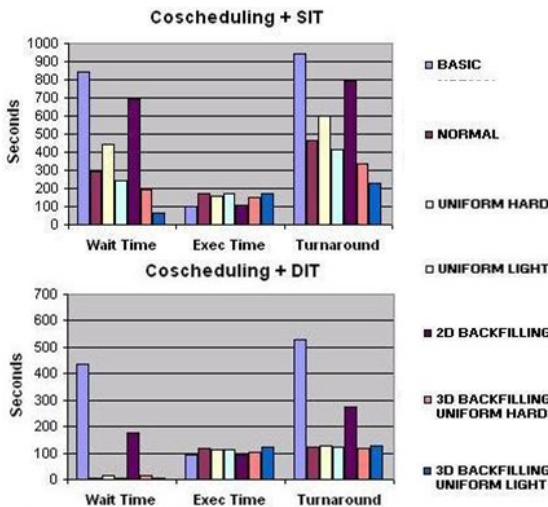 Coscheduling + SIT
1000
900
800
700
600
500
400
300
200
100
0
Seconds
Wait Time Exec Time Turnaround
Coscheduling + DIT
700
600
500
400
300
200
100
0
Seconds
Wait Time Exec Time Turnaround
BASIC
NORMAL
UNIFORM HARD
UNIFORM LIGHT
2D BACKFILLING
3D BACKFILLING
UNIFORM HARD
3D BACKFILLING
UNIFORM LIGHT